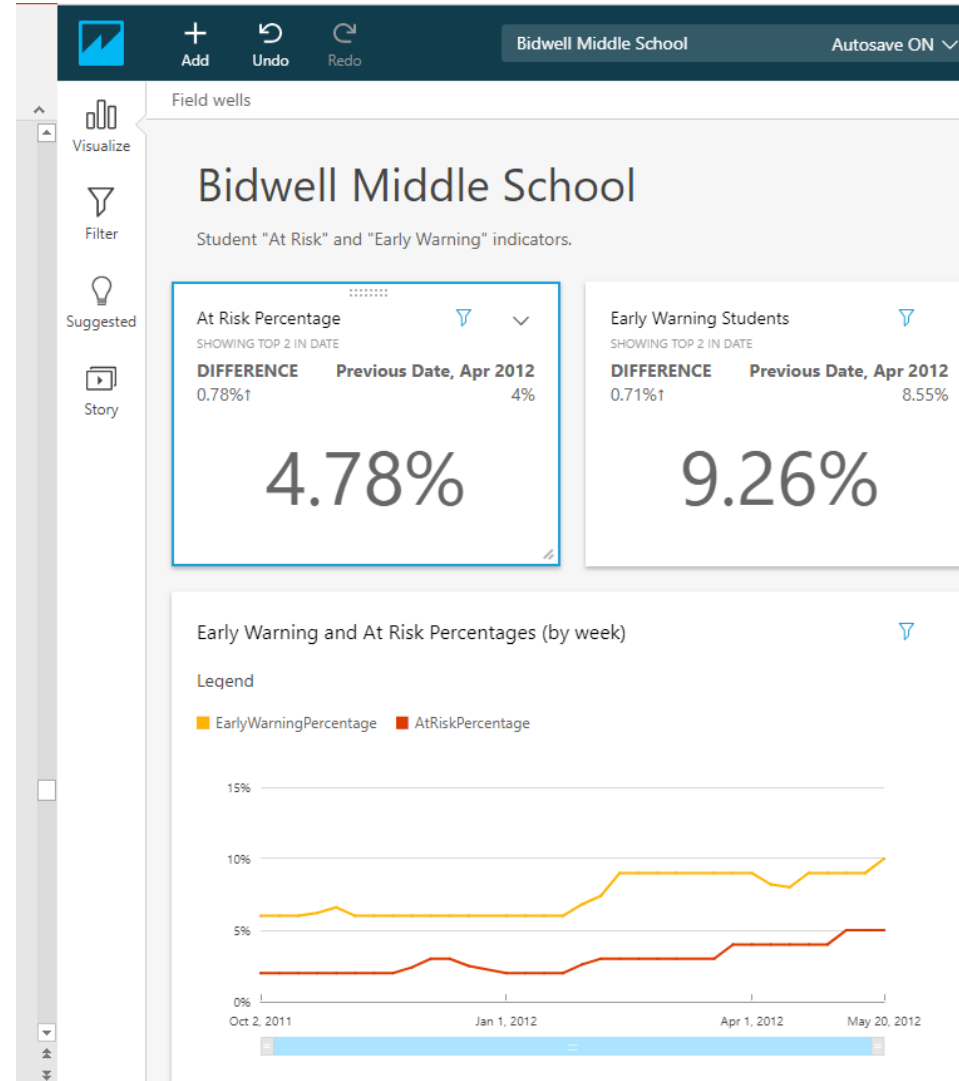 Add Undo Redo Bidwell Middle School Autosave ON
Field wells
Visualize
Filter
Suggested
Story
Bidwell Middle School
Student "At Risk" and "Early Warning" indicators.
At Risk Percentage
SHOWING TOP 2 IN DATE
DIFFERENCE Previous Date, Apr 2012
0.78%↑ 4%
4.78%
Early Warning Students
SHOWING TOP 2 IN DATE
DIFFERENCE Previous Date, Apr 2012
0.71%↑ 8.55%
9.26%
Early Warning and At Risk Percentages (by week)
Legend
EarlyWarningPercentage AtRiskPercentage
15%
10%
5%
0%
Oct 2, 2011 Jan 1, 2012 Apr 1, 2012 May 20, 2012